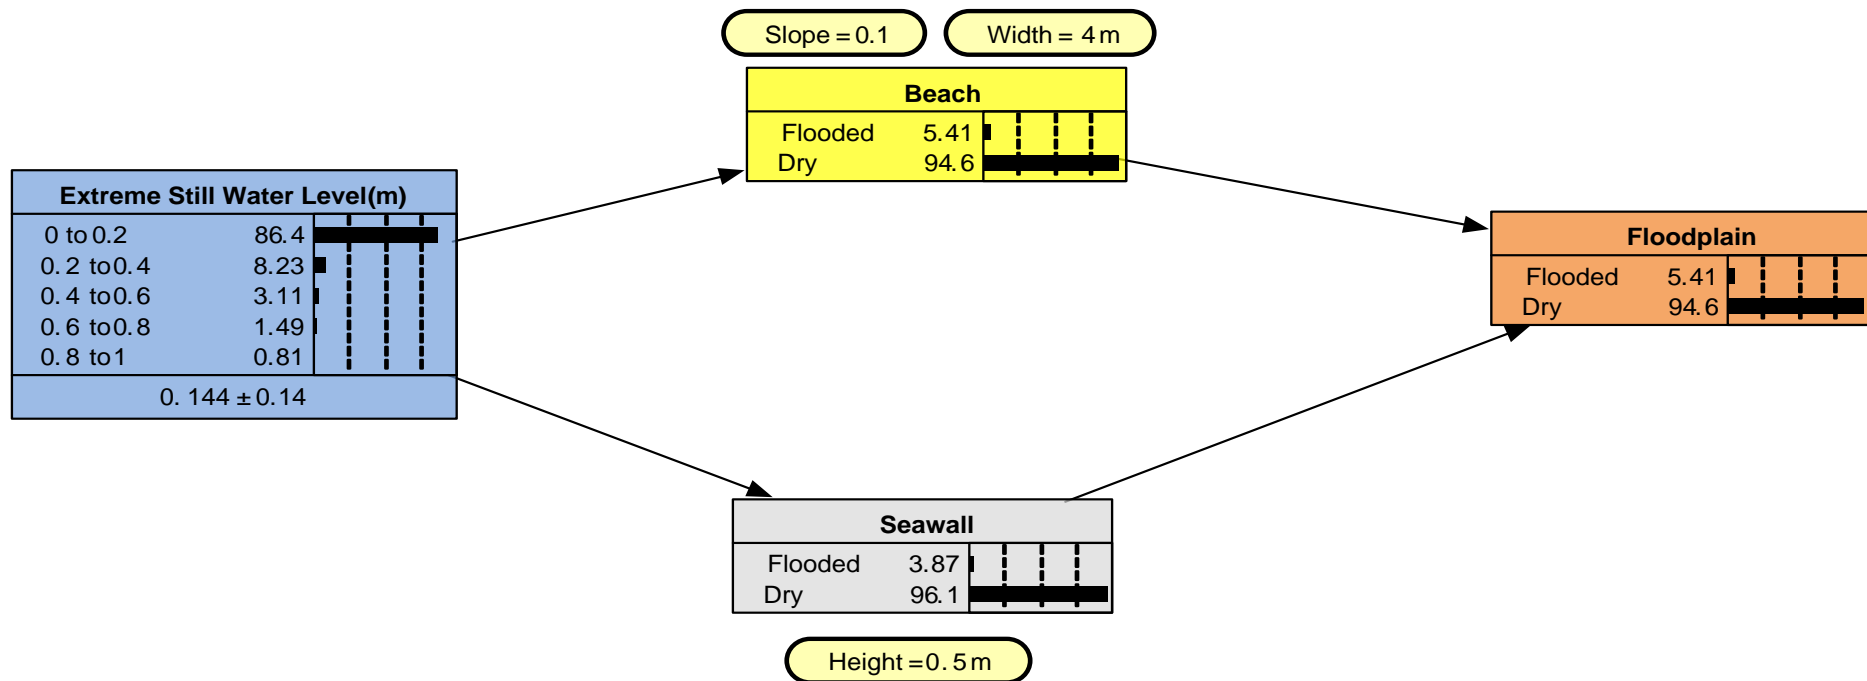 Slope = 0.1
Width = 4 m
Beach
Flooded 5.41
Dry 94.6
Extreme Still Water Level(m)
0 to 0.2 86.4
0.2 to 0.4 8.23
0.4 to 0.6 3.11
0.6 to 0.8 1.49
0.8 to 1 0.81
0.144 ± 0.14
Floodplain
Flooded 5.41
Dry 94.6
Seawall
Flooded 3.87
Dry 96.1
Height = 0.5 m